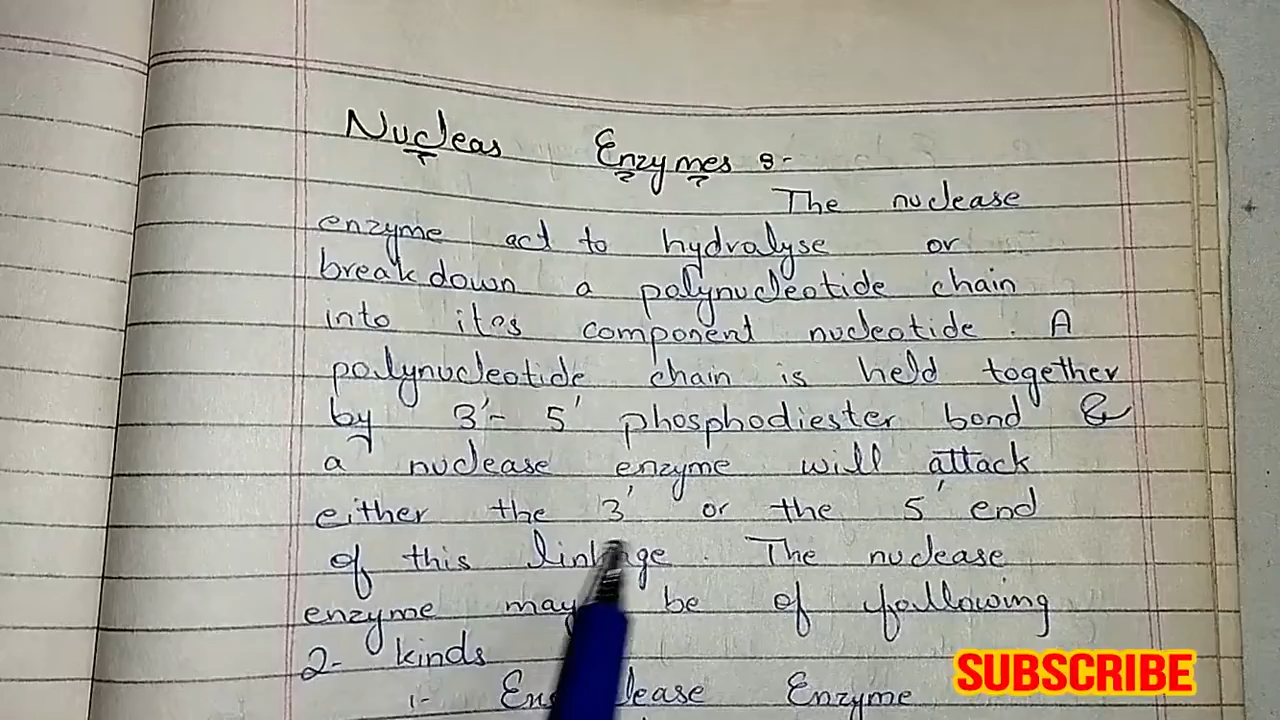 Nucleas Enzymes :-
The nuclease
enzyme act to hydralyse or
breakdown a polynucleotide chain
into it's component nucleotide. A
polynucleotide chain is held together
by 3'- 5' phosphodiester bond &
a nuclease enzyme will attack
either the 3' or the 5' end
of this linkage. The nuclease
enzyme may be of following
2- kinds
1- Enzyme
SUBSCRIBE